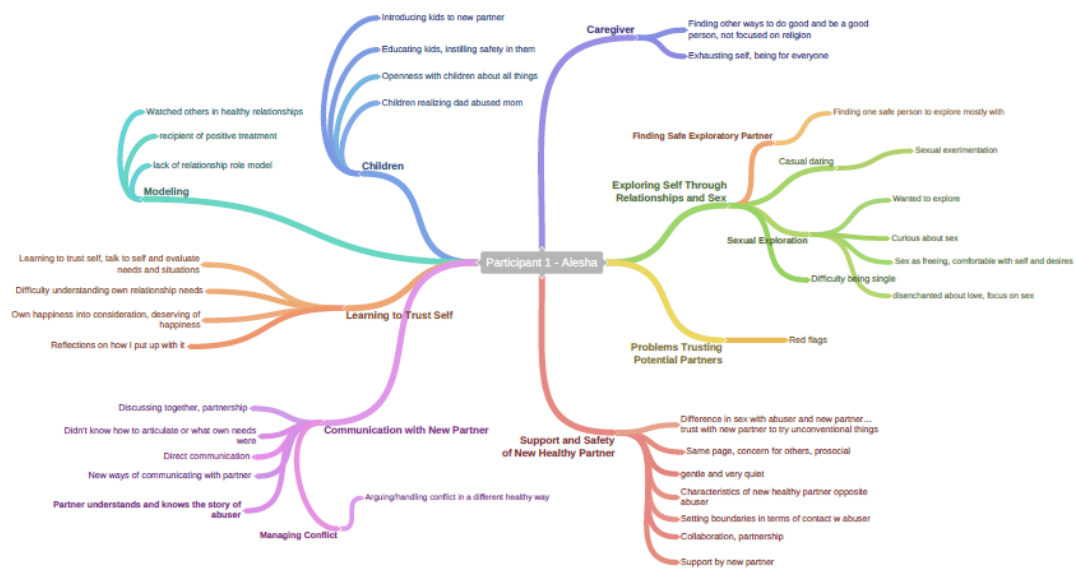 Introducing kids to new partner
Educating kids, instilling safety in them
Openness with children about all things
Children realizing dad abused mom
Children
Watched others in healthy relationships
recipient of positive treatment
lack of relationship role model
Modeling
Learning to trust self, talk to self and evaluate
needs and situations
Difficulty understanding own relationship needs
Own happiness into consideration, deserving of
happiness
Reflections on how I put up with it
Learning to Trust Self
Discussing together, partnership
Didn't know how to articulate or what own needs
were
Direct communication
New ways of communicating with partner
Partner understands and knows the story of
abuser
Communication with New Partner
Arguing/handling conflict in a different healthy way
Managing Conflict
Participant 1 - Alesha
Caregiver
Finding other ways to do good and be a good
person, not focused on religion
Exhausting self, being for everyone
Finding one safe person to explore mostly with
Finding Safe Exploratory Partner
Casual dating
Sexual exerimentation
Exploring Self Through
Relationships and Sex
Wanted to explore
Sexual Exploration
Curious about sex
Sex as freeing, comfortable with self and desires
Difficulty being single
disenchanted about love, focus on sex
Problems Trusting
Potential Partners
Red flags
Support and Safety
of New Healthy Partner
Difference in sex with abuser and new partner...
trust with new partner to try unconventional things
Same page, concern for others, prosocial
gentle and very quiet
Characteristics of new healthy partner opposite
abuser
Setting boundaries in terms of contact w abuser
Collaboration, partnership
Support by new partner